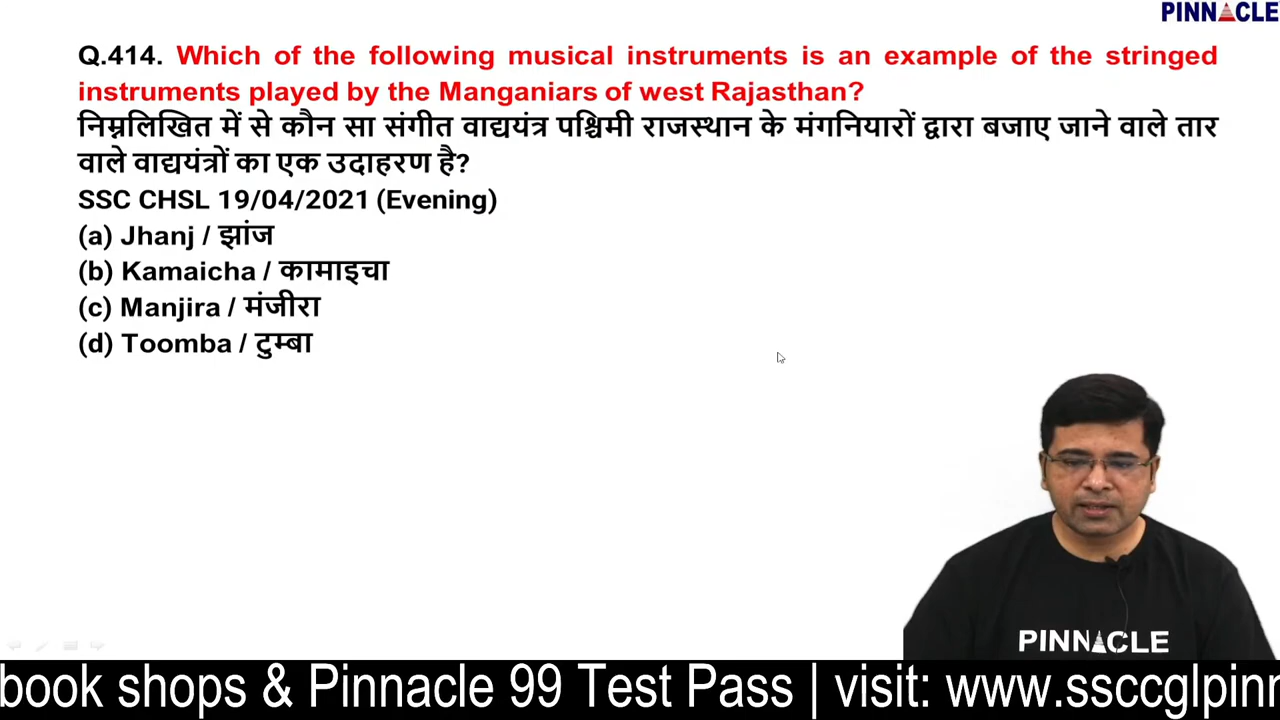 PINNACLE
Q.414. Which of the following musical instruments is an example of the stringed
instruments played by the Manganiars of west Rajasthan?
निम्नलिखित में से कौन सा संगीत वाद्ययंत्र पश्चिमी राजस्थान के मंगनियारों द्वारा बजाए जाने वाले तार
वाले वाद्ययंत्रों का एक उदाहरण है?
SSC CHSL 19/04/2021 (Evening)
(a) Jhanj / झांज
(b) Kamaicha / कामाइचा
(c) Manjira / मंजीरा
(d) Toomba / टुम्बा
PINNACLE
book shops & Pinnacle 99 Test Pass | visit: www.ssccglpinn